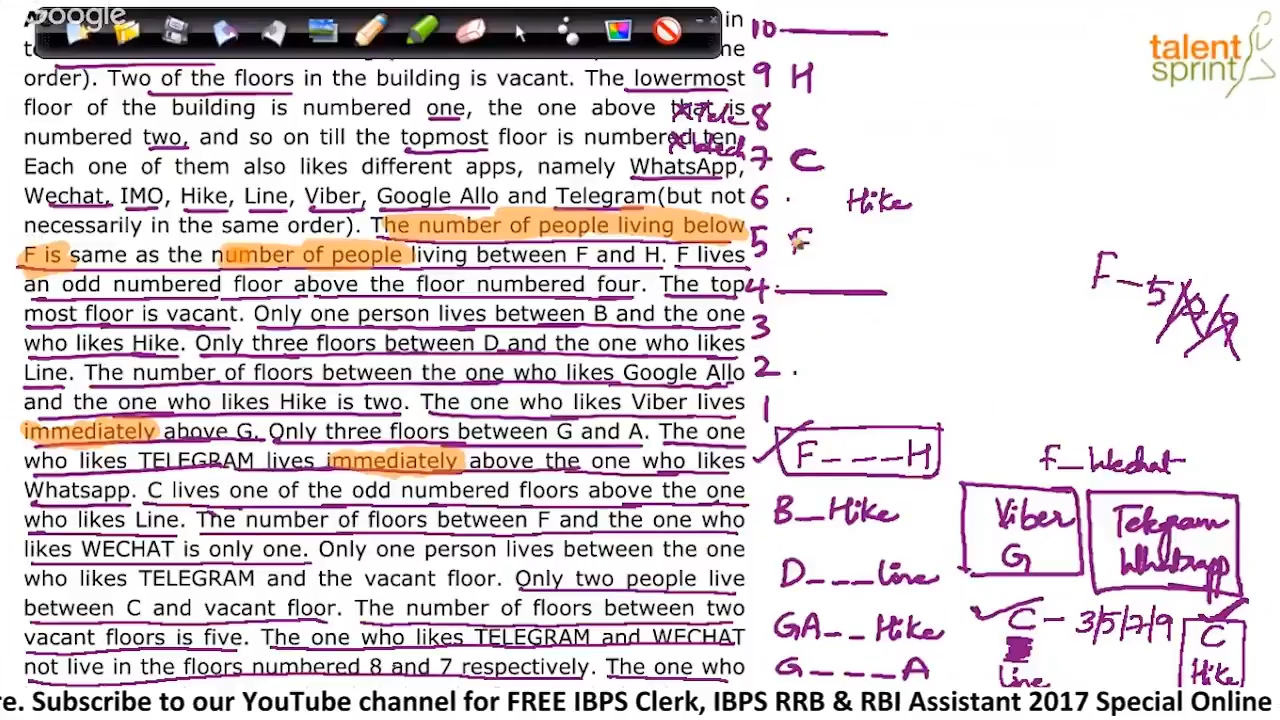 Google
in
order). Two of the floors in the building is vacant. The lowermost
floor of the building is numbered one, the one above that is
numbered two, and so on till the topmost floor is numbered ten.
Each one of them also likes different apps, namely WhatsApp,
Wechat, IMO, Hike, Line, Viber, Google Allo and Telegram(but not
necessarily in the same order). The number of people living below
F is same as the number of people living between F and H. F lives
an odd numbered floor above the floor numbered four. The top
most floor is vacant. Only one person lives between B and the one
who likes Hike. Only three floors between D and the one who likes
Line. The number of floors between the one who likes Google Allo
and the one who likes Hike is two. The one who likes Viber lives
immediately above G. Only three floors between G and A. The one
who likes TELEGRAM lives immediately above the one who likes
Whatsapp. C lives one of the odd numbered floors above the one
who likes Line. The number of floors between F and the one who
likes WECHAT is only one. Only one person lives between the one
who likes TELEGRAM and the vacant floor. Only two people live
between C and vacant floor. The number of floors between two
vacant floors is five. The one who likes TELEGRAM and WECHAT
not live in the floors numbered 8 and 7 respectively. The one who
10 ———
9 H
xTele 8
7 C
6 . Hike
5 F
4 ———
3
2 .
1
F _ _ _ H
B _ Hike
D _ _ _ Line
GA _ _ Hike
G _ _ _ A
F - 5/
F _ Wechat
Viber
G
Telegram
Whatsapp
C - 3/5/7/9
Line
C
Hike
talent
sprint
re. Subscribe to our YouTube channel for FREE IBPS Clerk, IBPS RRB & RBI Assistant 2017 Special Online